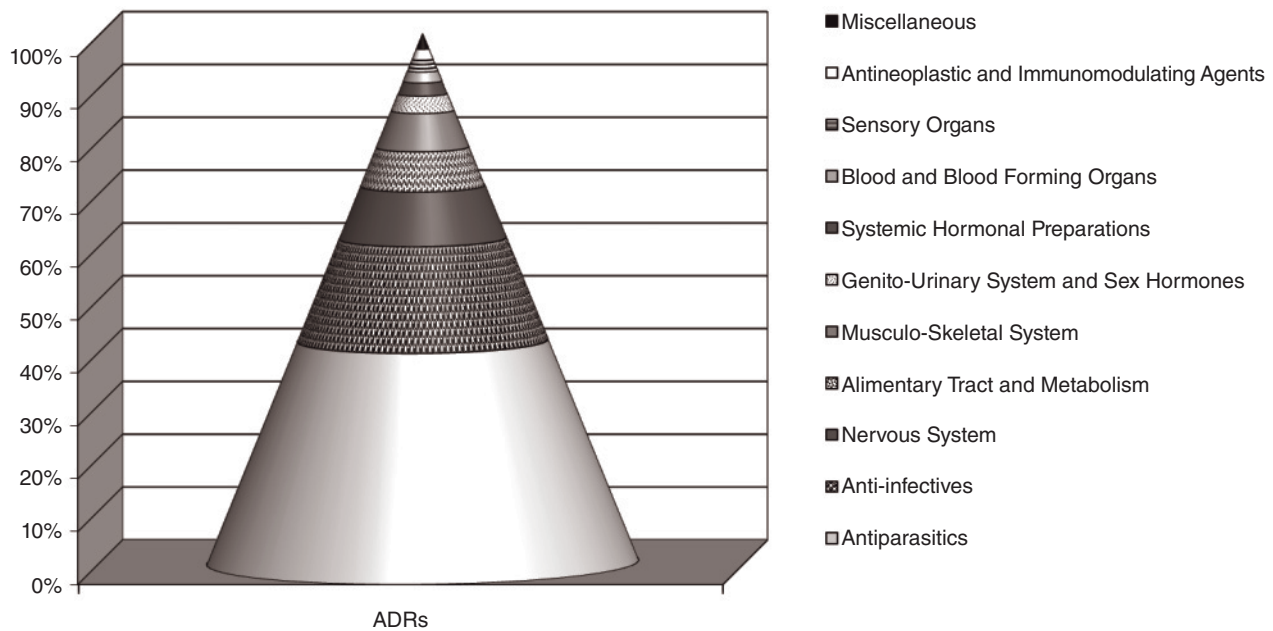 100%
90%
80%
70%
60%
50%
40%
30%
20%
10%
0%
ADRs
Miscellaneous
Antineoplastic and Immunomodulating Agents
Sensory Organs
Blood and Blood Forming Organs
Systemic Hormonal Preparations
Genito-Urinary System and Sex Hormones
Musculo-Skeletal System
Alimentary Tract and Metabolism
Nervous System
Anti-infectives
Antiparasitics